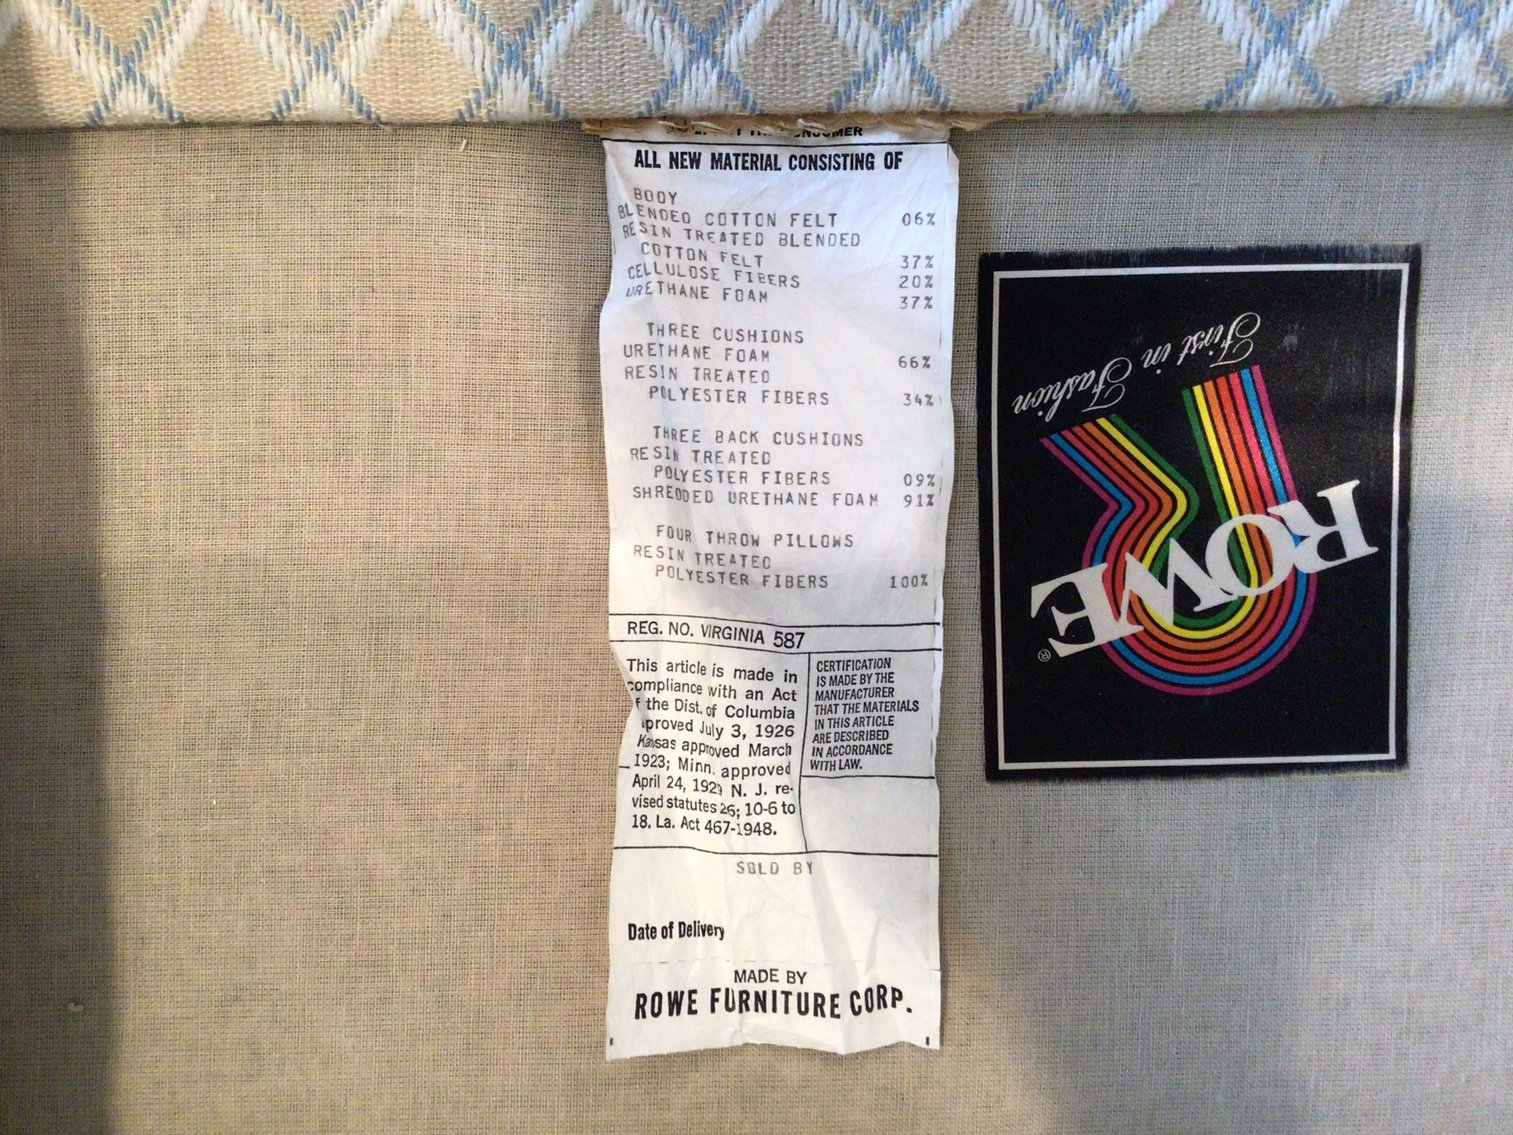 CONSUMER
ALL NEW MATERIAL CONSISTING OF
BODY
BLENDED COTTON FELT 06%
RESIN TREATED BLENDED
COTTON FELT 37%
CELLULOSE FIBERS 20%
URETHANE FOAM 37%
THREE CUSHIONS
URETHANE FOAM 66%
RESIN TREATED
POLYESTER FIBERS 34%
THREE BACK CUSHIONS
RESIN TREATED
POLYESTER FIBERS 09%
SHREDDED URETHANE FOAM 91%
FOUR THROW PILLOWS
RESIN TREATED
POLYESTER FIBERS 100%
REG. NO. VIRGINIA 587
This article is made in
compliance with an Act
f the Dist. of Columbia
proved July 3, 1926
Kansas approved March
1923; Minn. approved
April 24, 1929 N. J. re-
vised statutes 26; 10-6 to
18. La. Act 467-1948.
CERTIFICATION
IS MADE BY THE
MANUFACTURER
THAT THE MATERIALS
IN THIS ARTICLE
ARE DESCRIBED
IN ACCORDANCE
WITH LAW.
SOLD BY
Date of Delivery
MADE BY
ROWE FURNITURE CORP.
ROWE®
First in Fashion